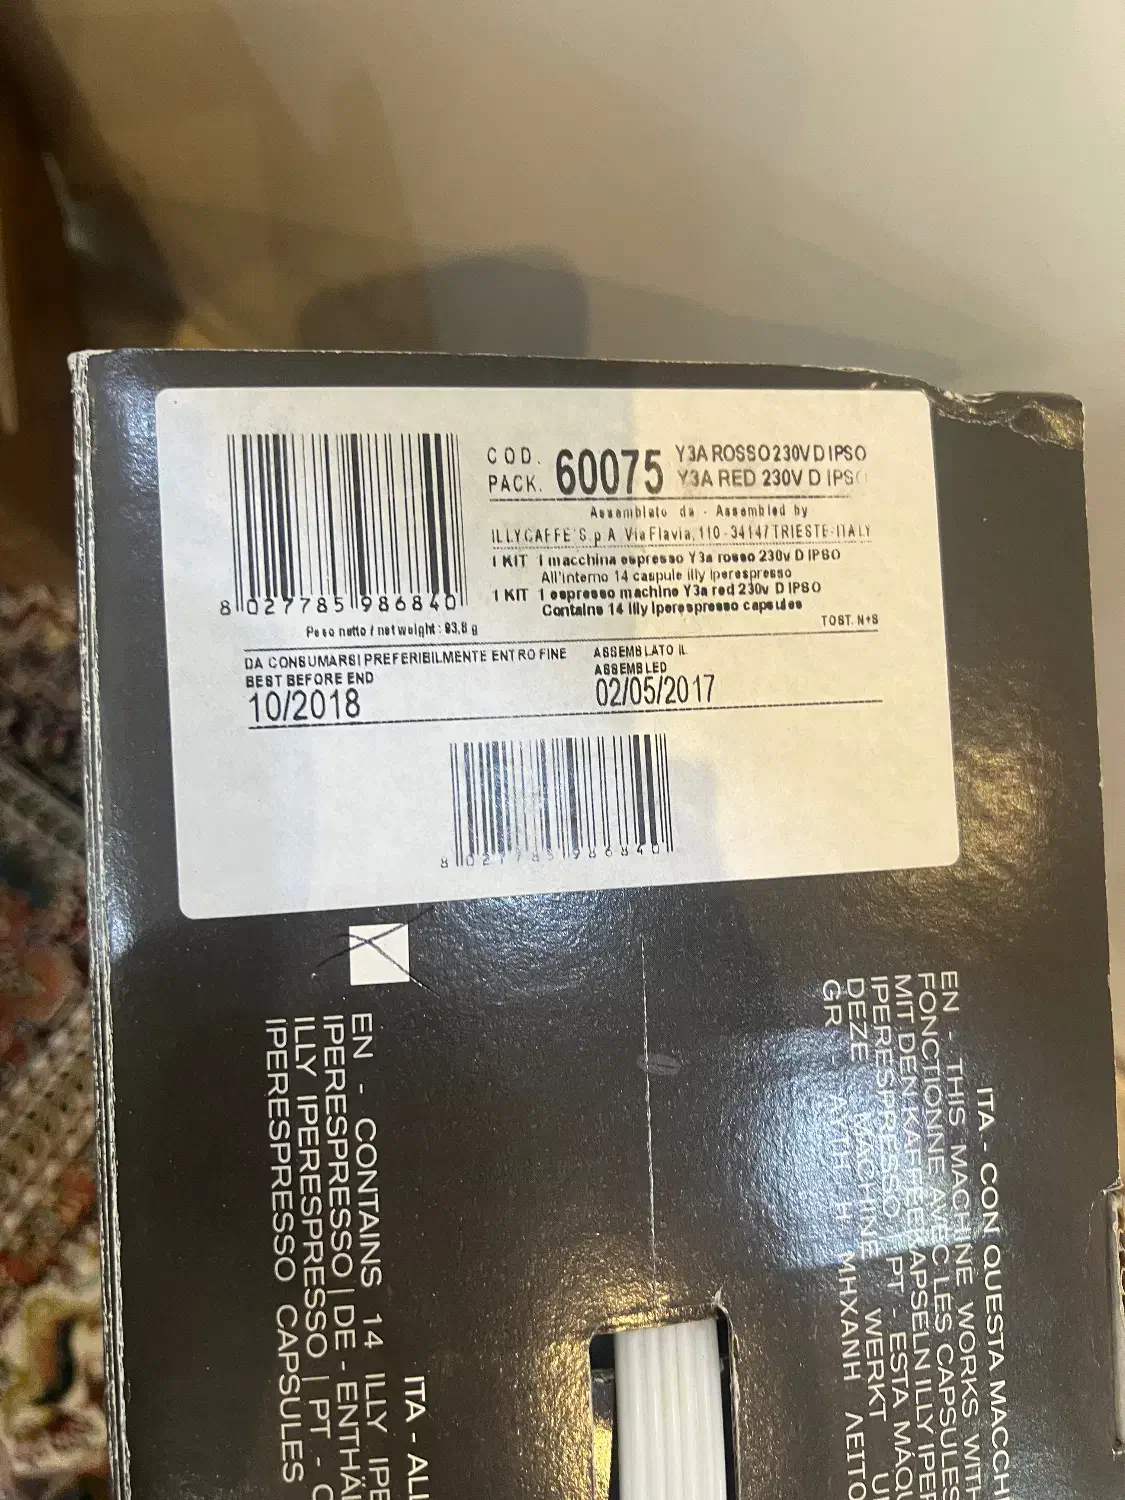 COD. 60075 Y3A ROSSO 230V D IPSO
PACK. Y3A RED 230V D IPSO
Assemblato da - Assembled by
ILLYCAFFE' S.p.A. Via Flavia, 110 - 34147 TRIESTE-ITALY
1 KIT 1 macchina espresso Y3a rosso 230v D IPSO
All'interno 14 caspule illy Iperespresso
1 KIT 1 espresso machine Y3a red 230v D IPSO
Contains 14 illy Iperespresso capsules
TOST. N+S
8 027785 986840
Peso netto / net weight : 93,8 g
DA CONSUMARSI PREFERIBILMENTE ENTRO FINE
BEST BEFORE END
10/2018
ASSEMBLATO IL
ASSEMBLED
02/05/2017
8 027785 986840
ITA - CON QUESTA MACCH
EN - THIS MACHINE WORKS WITH
FONCTIONNE AVEC LES CAPSULES
MIT DEN KAFFEEKAPSELN ILLY IPER
IPERESPRESSO | PT - ESTA MÁQU
DEZE MACHINE WERKT U
GR - ΑΥΤΗ Η ΜΗΧΑΝΗ ΛΕΙΤΟ
ITA - ALL
EN - CONTAINS 14 ILLY IPE
IPERESPRESSO | DE - ENTHÄL
ILLY IPERESPRESSO | PT - C
IPERESPRESSO CAPSULES